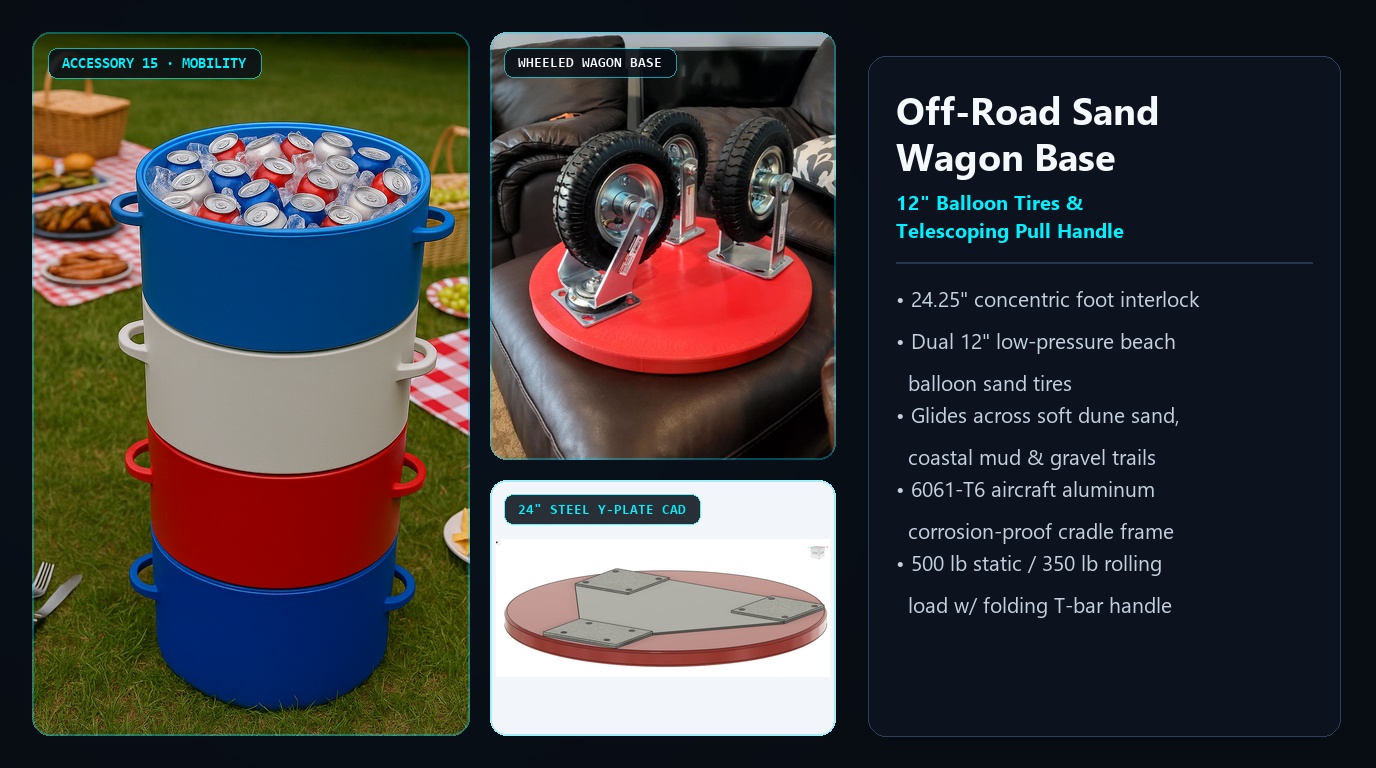 ACCESSORY 15 · MOBILITY
WHEELED WAGON BASE
24" STEEL Y-PLATE CAD
Off-Road Sand
Wagon Base
12" Balloon Tires &
Telescoping Pull Handle
• 24.25" concentric foot interlock
• Dual 12" low-pressure beach
balloon sand tires
• Glides across soft dune sand,
coastal mud & gravel trails
• 6061-T6 aircraft aluminum
corrosion-proof cradle frame
• 500 lb static / 350 lb rolling
load w/ folding T-bar handle